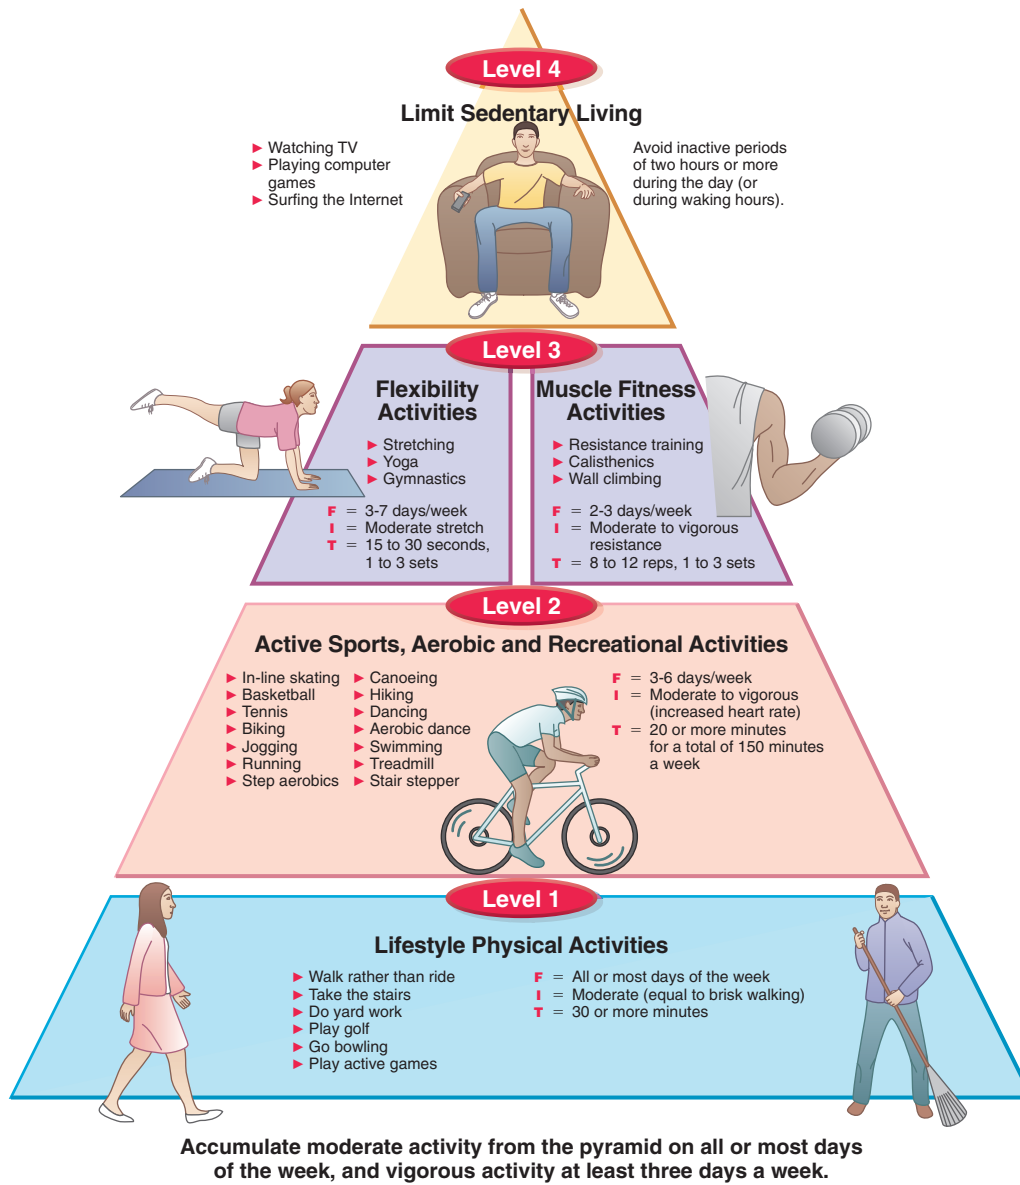 Level 4
Limit Sedentary Living
► Watching TV
► Playing computer
games
► Surfing the Internet
Avoid inactive periods
of two hours or more
during the day (or
during waking hours).
Level 3
Flexibility
Activities
► Stretching
► Yoga
► Gymnastics
F = 3-7 days/week
I = Moderate stretch
T = 15 to 30 seconds,
1 to 3 sets
Muscle Fitness
Activities
► Resistance training
► Calisthenics
► Wall climbing
F = 2-3 days/week
I = Moderate to vigorous
resistance
T = 8 to 12 reps, 1 to 3 sets
Level 2
Active Sports, Aerobic and Recreational Activities
► In-line skating
► Basketball
► Tennis
► Biking
► Jogging
► Running
► Step aerobics
► Canoeing
► Hiking
► Dancing
► Aerobic dance
► Swimming
► Treadmill
► Stair stepper
F = 3-6 days/week
I = Moderate to vigorous
(increased heart rate)
T = 20 or more minutes
for a total of 150 minutes
a week
Level 1
Lifestyle Physical Activities
► Walk rather than ride
► Take the stairs
► Do yard work
► Play golf
► Go bowling
► Play active games
F = All or most days of the week
I = Moderate (equal to brisk walking)
T = 30 or more minutes
Accumulate moderate activity from the pyramid on all or most days
of the week, and vigorous activity at least three days a week.